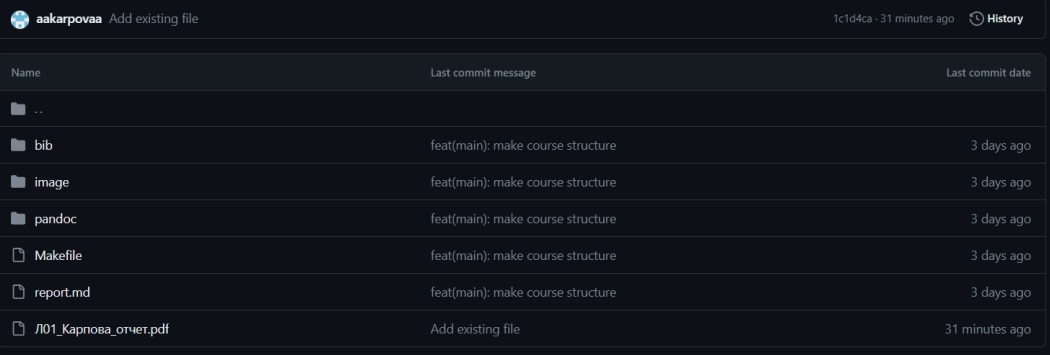 aakarpovaa Add existing file 1c1d4ca · 31 minutes ago History
Name Last commit message Last commit date
..
bib feat(main): make course structure 3 days ago
image feat(main): make course structure 3 days ago
pandoc feat(main): make course structure 3 days ago
Makefile feat(main): make course structure 3 days ago
report.md feat(main): make course structure 3 days ago
Л01_Карпова_отчет.pdf Add existing file 31 minutes ago